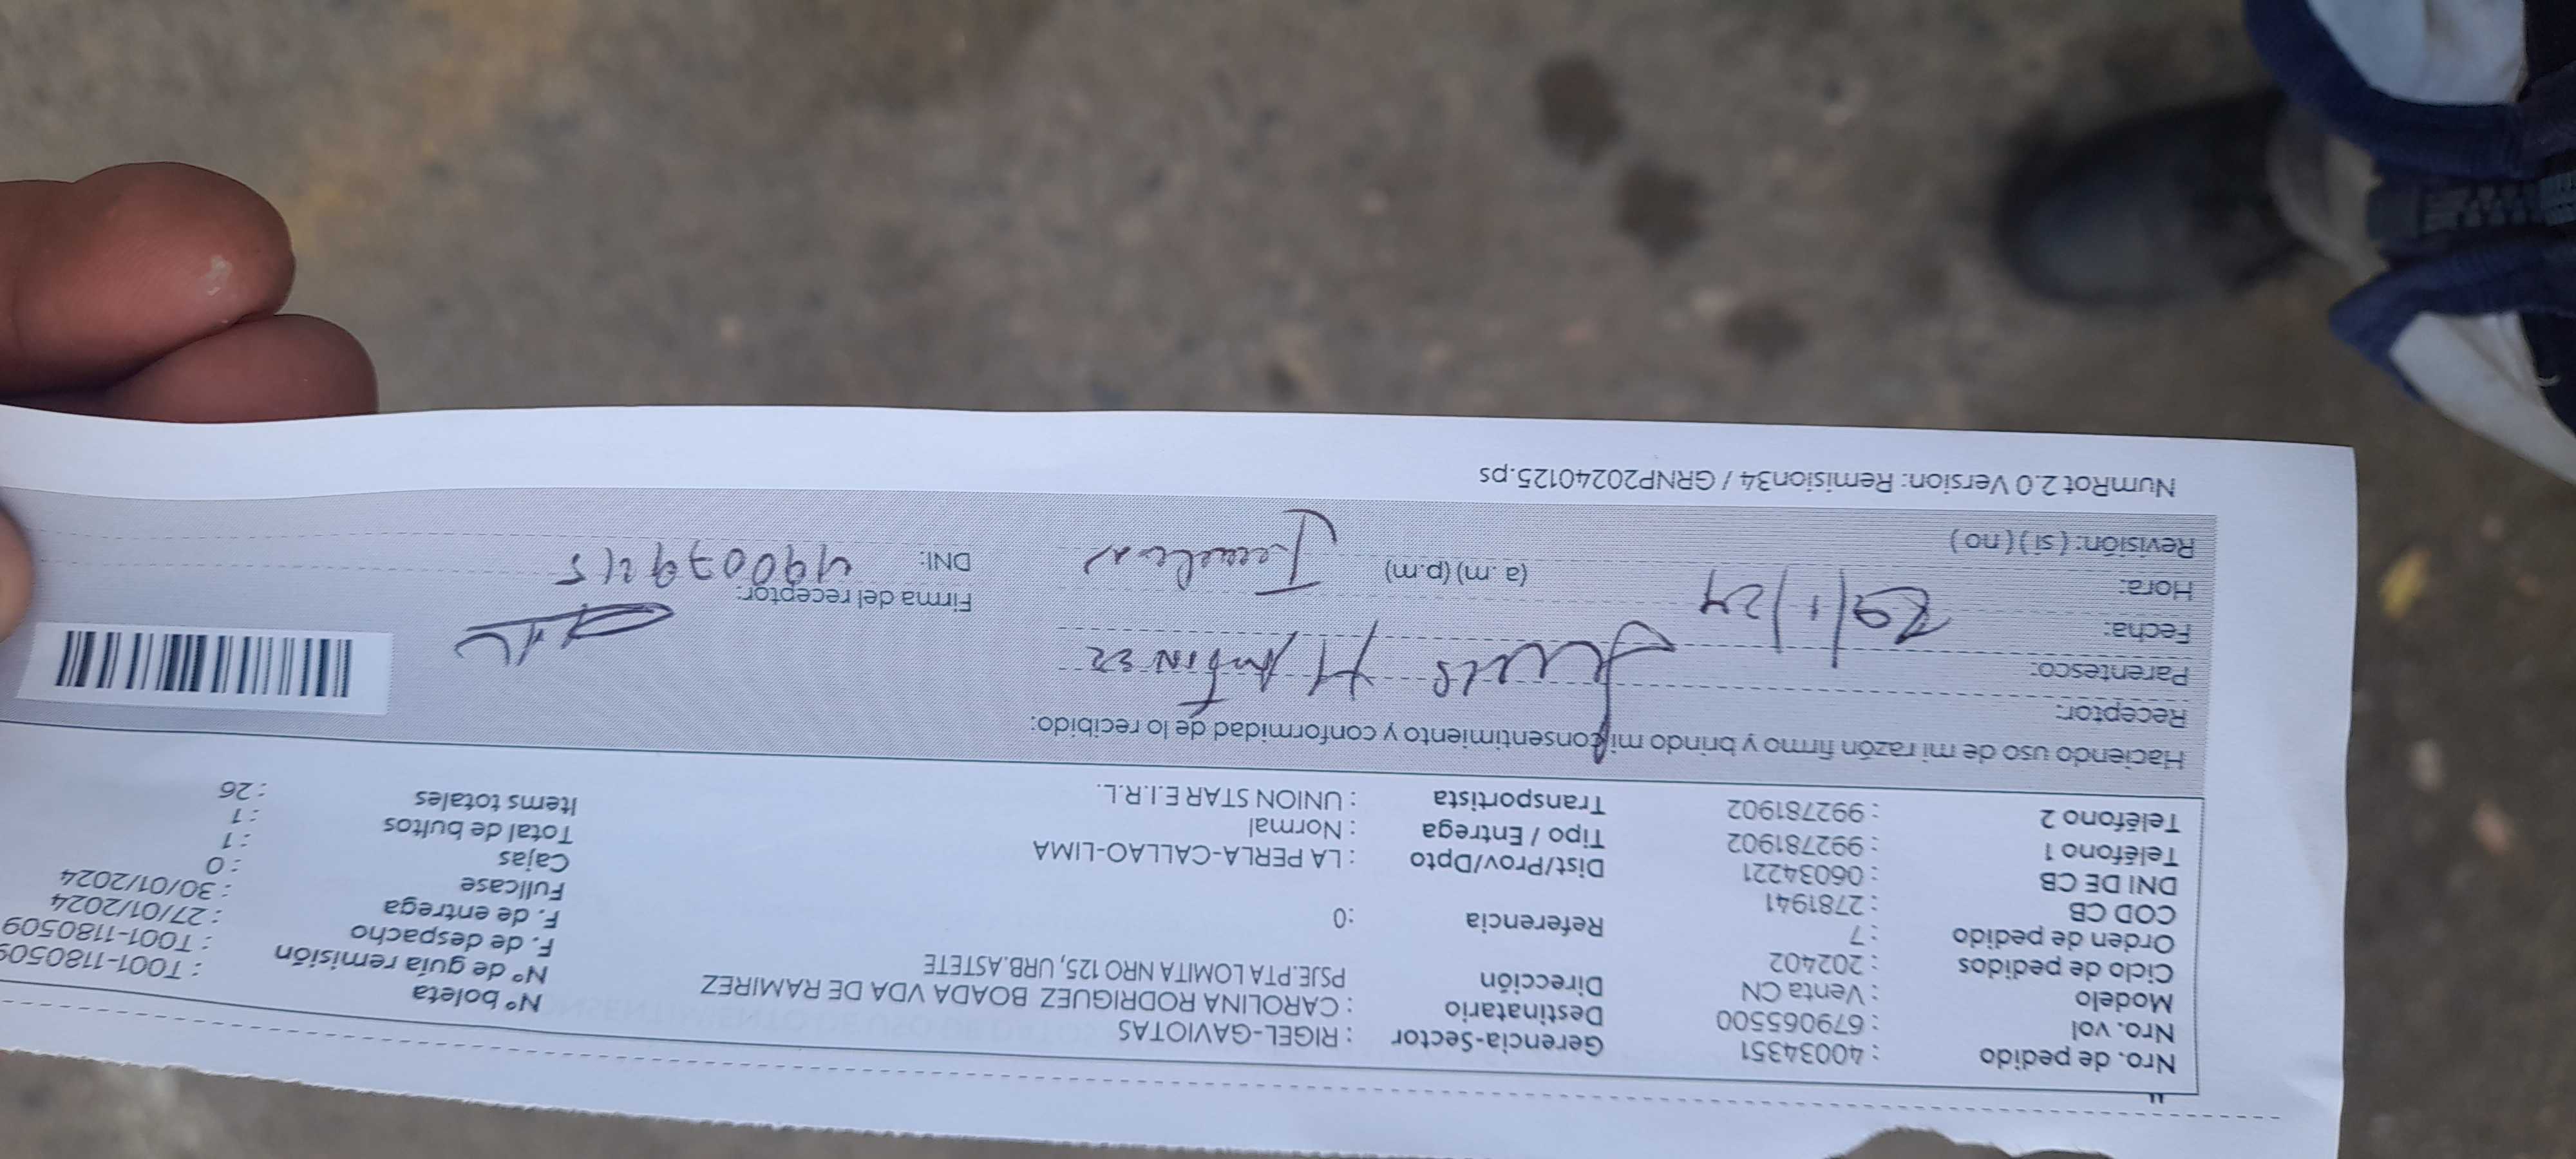 Nro. de pedido : 40034351 Gerencia-Sector : RIGEL-GAVIOTAS Nº boleta : T001-1180509
Nro. vol : 679065500 Destinatario : CAROLINA RODRIGUEZ BOADA VDA DE RAMIREZ Nº de guía remisión : T001-1180509
Modelo : Venta CN Dirección PSJE.PTA LOMITA NRO 125, URB.ASTETE F. de despacho : 27/01/2024
Ciclo de pedidos : 202402 F. de entrega : 30/01/2024
Orden de pedido : 7 Referencia :0 Fullcase : 0
COD CB : 2781941 Cajas : 1
DNI DE CB : 06034221 Dist/Prov/Dpto : LA PERLA-CALLAO-LIMA Total de bultos : 1
Teléfono 1 : 992781902 Tipo / Entrega : Normal Items totales : 26
Teléfono 2 : 992781902 Transportista : UNION STAR E.I.R.L.
Haciendo uso de mi razón firmo y brindo mi consentimiento y conformidad de lo recibido:
Receptor:
Parentesco:
Fecha: /1/24
Hora: (a. m) (p.m)
Firma del receptor:
Revisión: ( sí ) ( no )
DNI:
NumRot 2.0 Version: Remision34 / GRNP20240125.ps